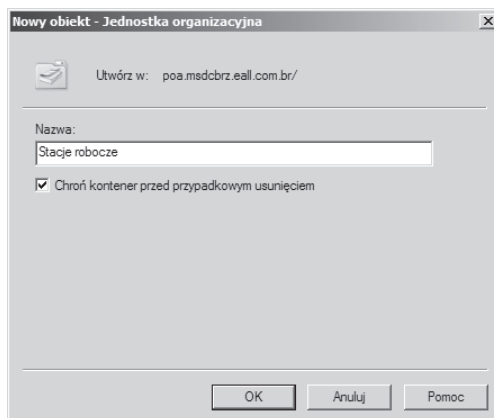 Nowy obiekt - Jednostka organizacyjna
Utwórz w: poa.msdcbrz.eall.com.br/
Nazwa:
Stacje robocze
Chroń kontener przed przypadkowym usunięciem
OK Anuluj Pomoc